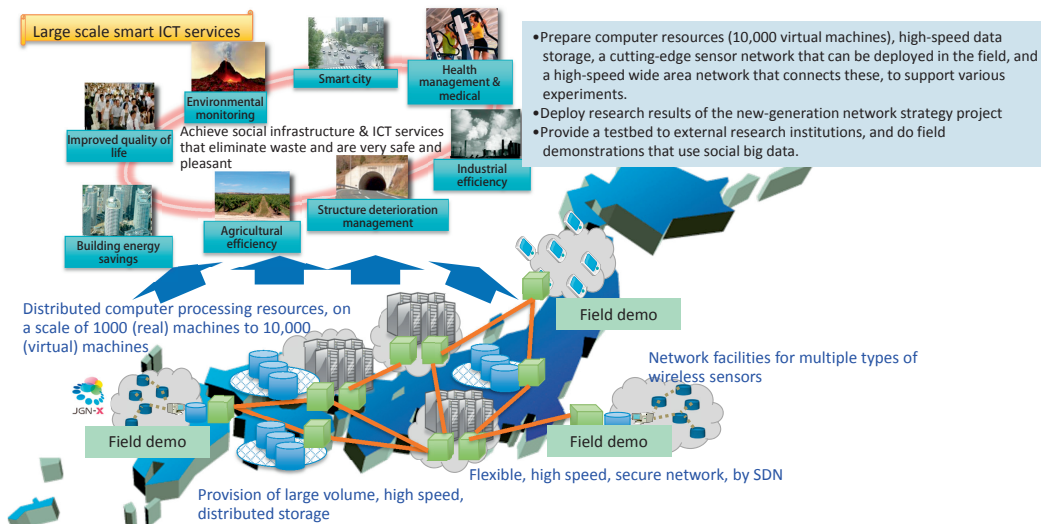 Large scale smart ICT services
Environmental
monitoring
Smart city
Health
management &
medical
Improved quality of
life
Achieve social infrastructure & ICT services
that eliminate waste and are very safe and
pleasant
Industrial
efficiency
Building energy
savings
Agricultural
efficiency
Structure deterioration
management
•Prepare computer resources (10,000 virtual machines), high-speed data
storage, a cutting-edge sensor network that can be deployed in the field, and
a high-speed wide area network that connects these, to support various
experiments.
•Deploy research results of the new-generation network strategy project
•Provide a testbed to external research institutions, and do field
demonstrations that use social big data.
Distributed computer processing resources, on
a scale of 1000 (real) machines to 10,000
(virtual) machines
Field demo
Network facilities for multiple types of
wireless sensors
JGN-X
Field demo
Field demo
Flexible, high speed, secure network, by SDN
Provision of large volume, high speed,
distributed storage